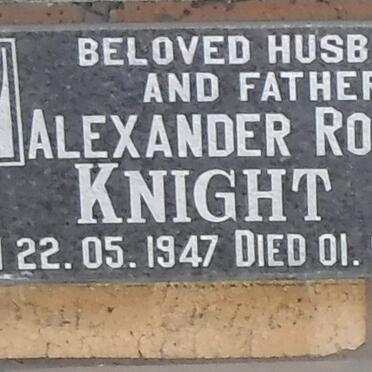 BELOVED HUSB
AND FATHER
ALEXANDER RO
KNIGHT
22.05.1947 DIED 01.